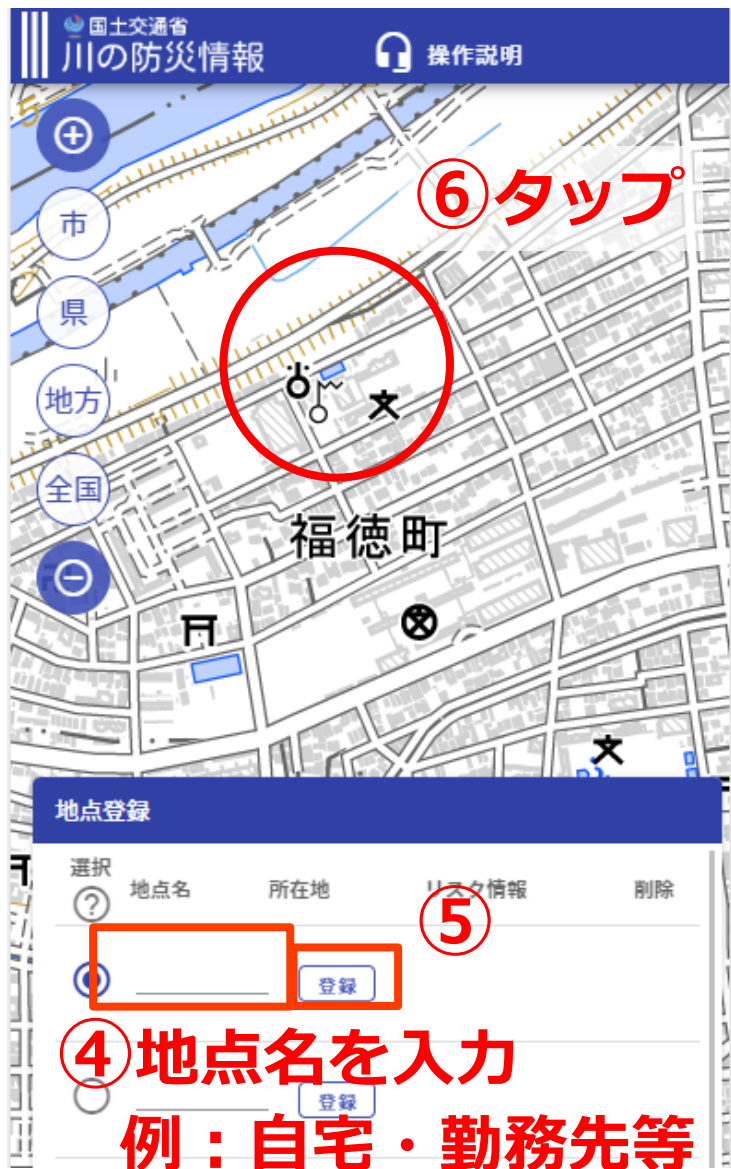 国土交通省
川の防災情報
操作説明
⑥タップ
市
県
地方
全国
福徳町
地点登録
選択
地点名
所在地
リスク情報
削除
⑤
登録
④地点名を入力
登録
例：自宅・勤務先等